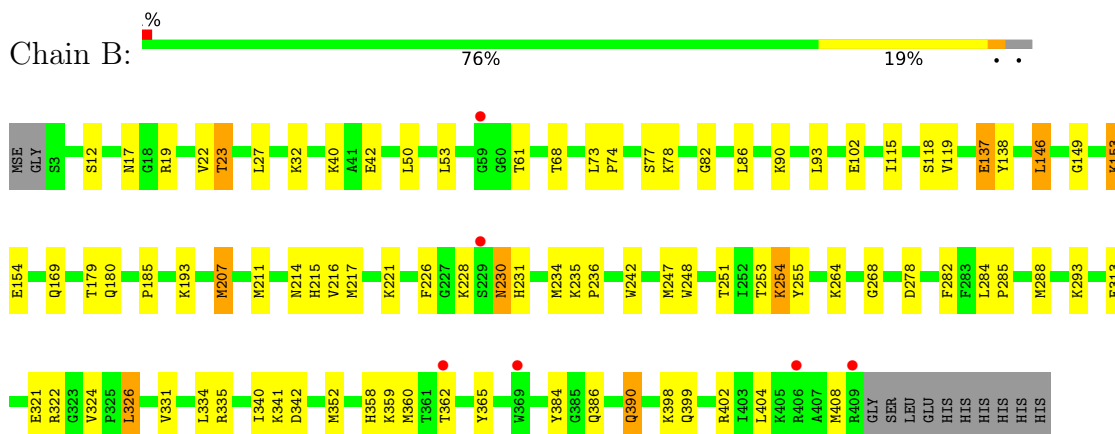 %
Chain B:
76% 19% • •
MSE GLY S3 S12 N17 G18 R19 V22 T23 L27 K32 K40 A41 E42 L50 L53 G59 G60 T61 T68 L73 P74 S77 K78 G82 L86 K90 L93 E102 I115 S118 V119 E137 Y138 L146 G149 K153
E154 Q169 T179 Q180 P185 K193 M207 M211 N214 H215 V216 M217 K221 F226 G227 K228 S229 N230 H231 M234 K235 P236 W242 M247 W248 T251 I252 T253 K254 Y255 K264 G268 D278 F282 F283 L284 P285 M288 K293
E321 R322 G323 V324 P325 L326 V331 L334 R335 I340 K341 D342 M352 H358 K359 M360 T361 T362 Y365 W369 Y384 G385 Q386 Q390 K398 Q399 R402 I403 L404 K405 R406 A407 M408 R409 GLY SER LEU GLU HIS HIS HIS HIS HIS HIS